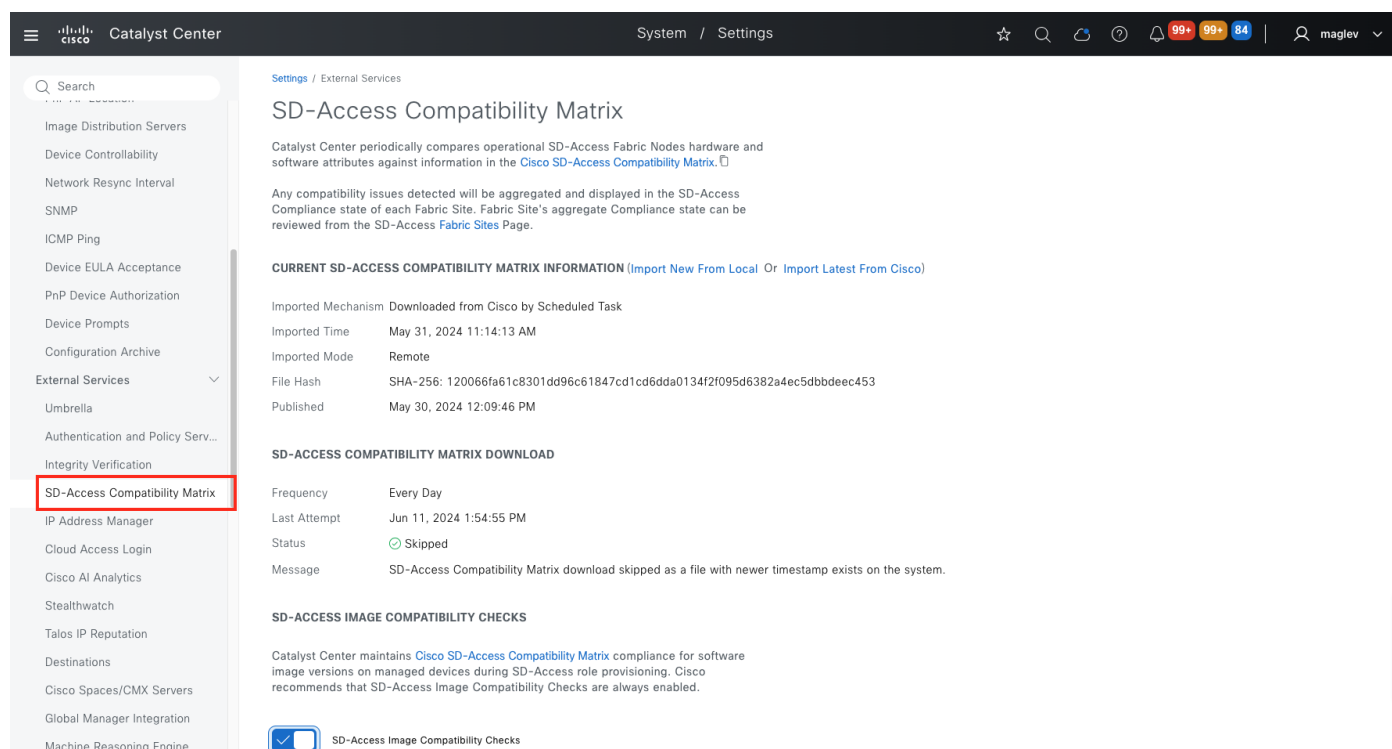 cisco Catalyst Center
System / Settings
99+ 99+ 84
maglev
Search
Image Distribution Servers
Device Controllability
Network Resync Interval
SNMP
ICMP Ping
Device EULA Acceptance
PnP Device Authorization
Device Prompts
Configuration Archive
External Services
Umbrella
Authentication and Policy Serv...
Integrity Verification
SD-Access Compatibility Matrix
IP Address Manager
Cloud Access Login
Cisco AI Analytics
Stealthwatch
Talos IP Reputation
Destinations
Cisco Spaces/CMX Servers
Global Manager Integration
Machine Reasoning Engine
Settings / External Services
SD-Access Compatibility Matrix
Catalyst Center periodically compares operational SD-Access Fabric Nodes hardware and
software attributes against information in the Cisco SD-Access Compatibility Matrix.
Any compatibility issues detected will be aggregated and displayed in the SD-Access
Compliance state of each Fabric Site. Fabric Site's aggregate Compliance state can be
reviewed from the SD-Access Fabric Sites Page.
CURRENT SD-ACCESS COMPATIBILITY MATRIX INFORMATION (Import New From Local Or Import Latest From Cisco)
Imported Mechanism Downloaded from Cisco by Scheduled Task
Imported Time May 31, 2024 11:14:13 AM
Imported Mode Remote
File Hash SHA-256: 120066fa61c8301dd96c61847cd1cd6dda0134f2f095d6382a4ec5dbbdeec453
Published May 30, 2024 12:09:46 PM
SD-ACCESS COMPATIBILITY MATRIX DOWNLOAD
Frequency Every Day
Last Attempt Jun 11, 2024 1:54:55 PM
Status Skipped
Message SD-Access Compatibility Matrix download skipped as a file with newer timestamp exists on the system.
SD-ACCESS IMAGE COMPATIBILITY CHECKS
Catalyst Center maintains Cisco SD-Access Compatibility Matrix compliance for software
image versions on managed devices during SD-Access role provisioning. Cisco
recommends that SD-Access Image Compatibility Checks are always enabled.
SD-Access Image Compatibility Checks